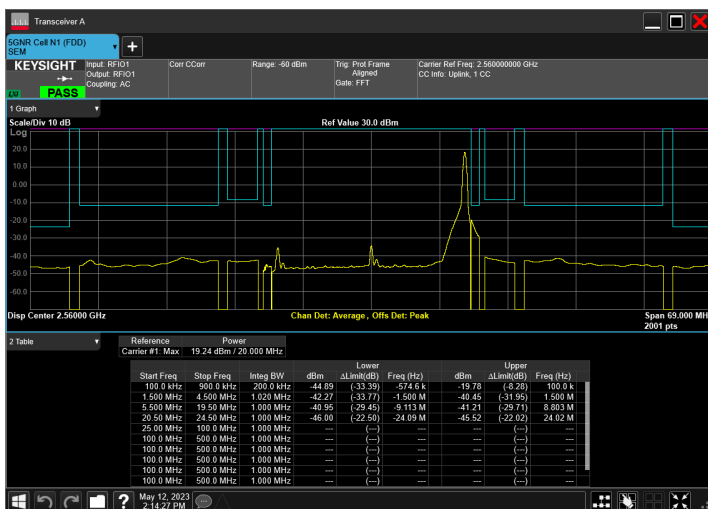 Transceiver A
5GNR Cell N1 (FDD)
SEM
+
KEYSIGHT
LXI
PASS
Input: RFIO1
Output: RFIO1
Coupling: AC
Corr CCorr
Range: -60 dBm
Trig: Prot Frame
Aligned
Gate: FFT
Carrier Ref Freq: 2.560000000 GHz
CC Info: Uplink, 1 CC
1 Graph
Scale/Div 10 dB
Ref Value 30.0 dBm
Log
20.0
10.0
0.00
-10.0
-20.0
-30.0
-40.0
-50.0
-60.0
Disp Center 2.56000 GHz
Chan Det: Average, Offs Det: Peak
Span 69.000 MH
2001 pts
2 Table
Reference Power
Carrier #1: Max 19.24 dBm / 20.000 MHz
Lower Upper
Start Freq Stop Freq Integ BW dBm ΔLimit(dB) Freq (Hz) dBm ΔLimit(dB) Freq (Hz)
100.0 kHz 900.0 kHz 200.0 kHz -44.89 (-33.39) -574.6 k -19.78 (-8.28) 100.0 k
1.500 MHz 4.500 MHz 1.020 MHz -42.27 (-33.77) -1.500 M -40.45 (-31.95) 1.500 M
5.500 MHz 19.50 MHz 1.000 MHz -40.95 (-29.45) -9.113 M -41.21 (-29.71) 8.803 M
20.50 MHz 24.50 MHz 1.000 MHz -46.00 (-22.50) -24.09 M -45.52 (-22.02) 24.02 M
25.00 MHz 100.0 MHz 1.000 MHz --- (---) --- --- (---) ---
100.0 MHz 500.0 MHz 1.000 MHz --- (---) --- --- (---) ---
100.0 MHz 500.0 MHz 1.000 MHz --- (---) --- --- (---) ---
100.0 MHz 500.0 MHz 1.000 MHz --- (---) --- --- (---) ---
100.0 MHz 500.0 MHz 1.000 MHz --- (---) --- --- (---) ---
100.0 MHz 500.0 MHz 1.000 MHz --- (---) --- --- (---) ---
?
May 12, 2023
2:14:27 PM